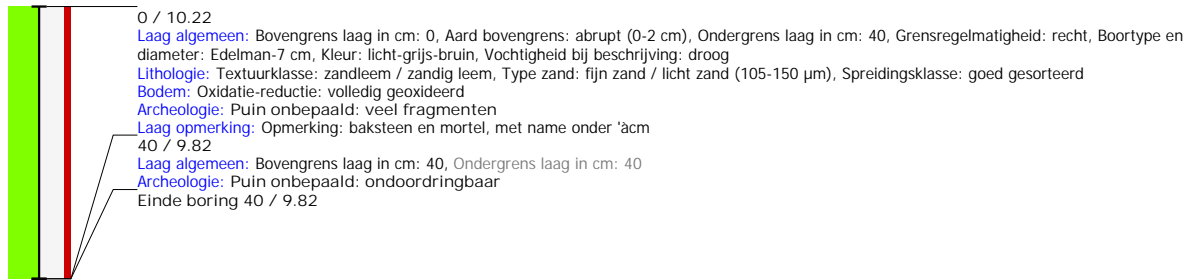 0 / 10.22
Laag algemeen: Bovengrens laag in cm: 0, Aard bovengrens: abrupt (0-2 cm), Ondergrens laag in cm: 40, Grensregelmatigheid: recht, Boortype en
diameter: Edelman-7 cm, Kleur: licht-grijs-bruin, Vochtigheid bij beschrijving: droog
Lithologie: Textuurklasse: zandleem / zandig leem, Type zand: fijn zand / licht zand (105-150 µm), Spreidingsklasse: goed gesorteerd
Bodem: Oxidatie-reductie: volledig geoxideerd
Archeologie: Puin onbepaald: veel fragmenten
Laag opmerking: Opmerking: baksteen en mortel, met name onder 'àcm
40 / 9.82
Laag algemeen: Bovengrens laag in cm: 40, Ondergrens laag in cm: 40
Archeologie: Puin onbepaald: ondoordringbaar
Einde boring 40 / 9.82